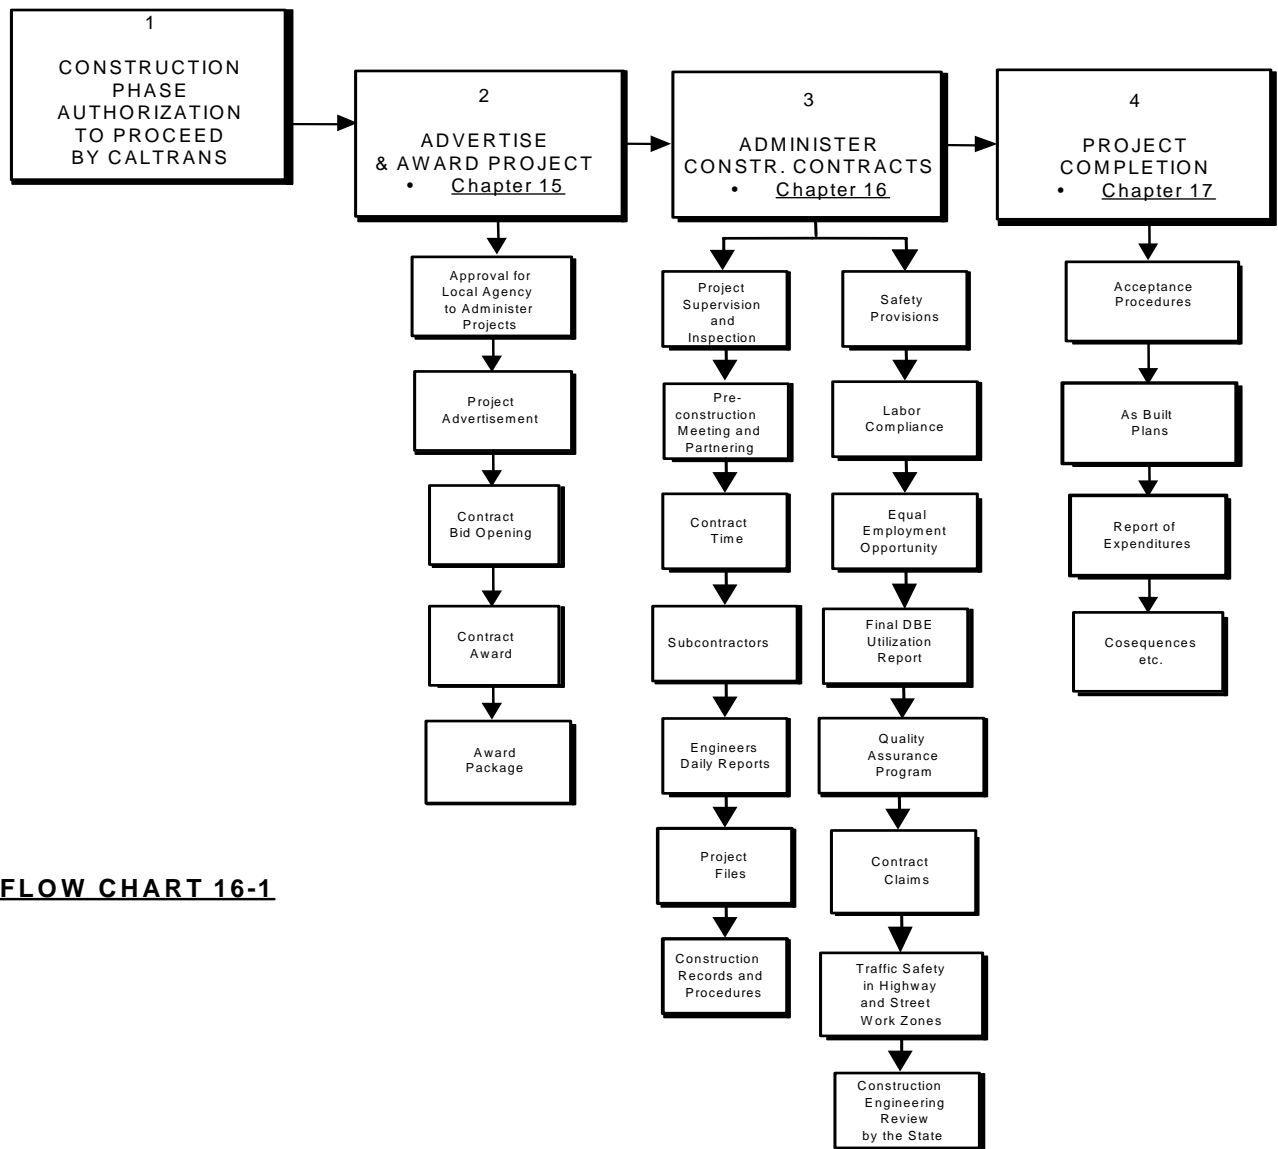 1
CONSTRUCTION
PHASE
AUTHORIZATION
TO PROCEED
BY CALTRANS
2
ADVERTISE
& AWARD PROJECT
• Chapter 15
3
ADMINISTER
CONSTR. CONTRACTS
• Chapter 16
4
PROJECT
COMPLETION
• Chapter 17
Approval for
Local Agency
to Administer
Projects
Project
Advertisement
Contract
Bid Opening
Contract
Award
Award
Package
Project
Supervision
and
Inspection
Pre-
construction
Meeting and
Partnering
Contract
Time
Subcontractors
Engineers
Daily Reports
Project
Files
Construction
Records and
Procedures
Safety
Provisions
Labor
Compliance
Equal
Employment
Opportunity
Final DBE
Utilization
Report
Quality
Assurance
Program
Contract
Claims
Traffic Safety
in Highway
and Street
Work Zones
Construction
Engineering
Review
by the State
Acceptance
Procedures
As Built
Plans
Report of
Expenditures
Cosequences
etc.
FLOW CHART 16-1